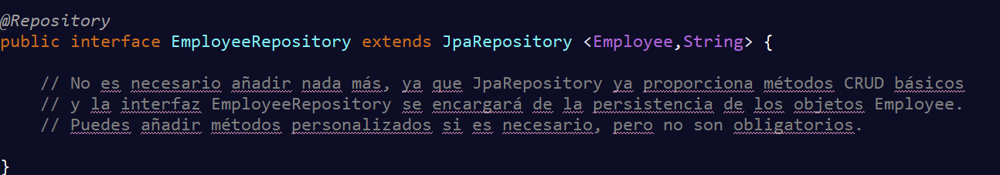 @Repository
public interface EmployeeRepository extends JpaRepository <Employee,String> {
// No es necesario añadir nada más, ya que JpaRepository ya proporciona métodos CRUD básicos
// y la interfaz EmployeeRepository se encargará de la persistencia de los objetos Employee.
// Puedes añadir métodos personalizados si es necesario, pero no son obligatorios.
}